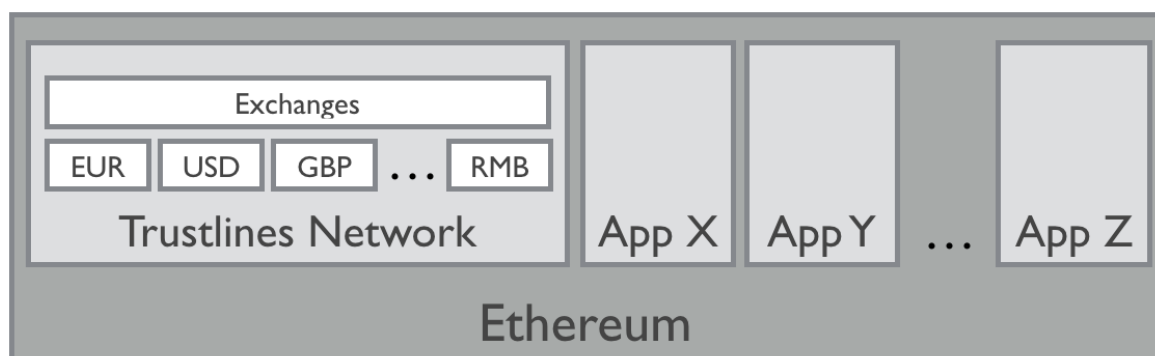 Exchanges
EUR USD GBP ... RMB
Trustlines Network App X App Y ... App Z
Ethereum